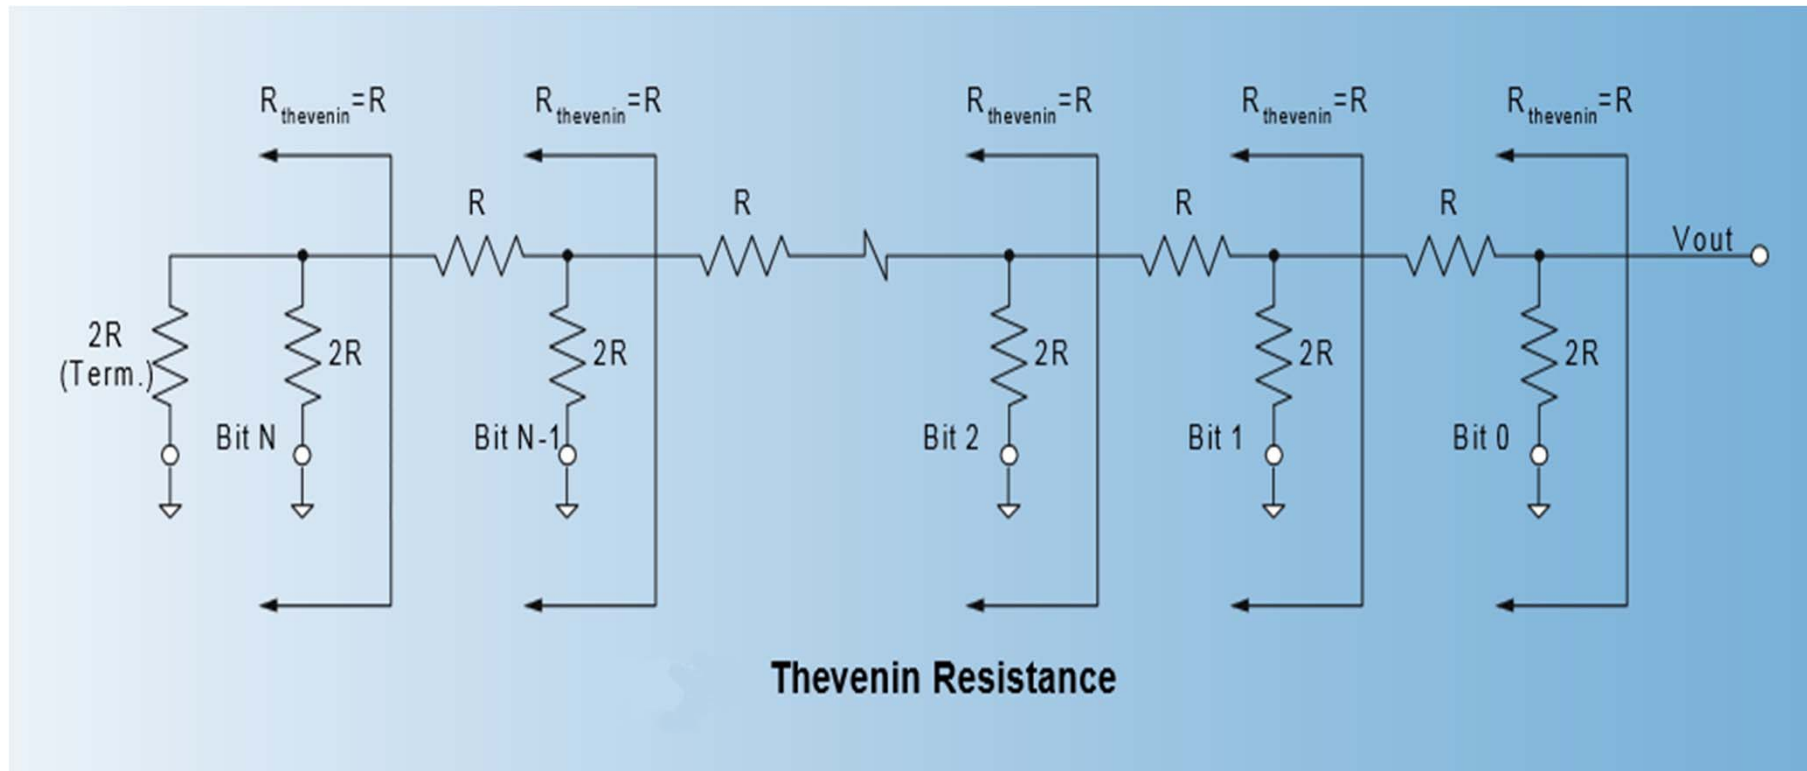 Rthevenin=R Rthevenin=R Rthevenin=R Rthevenin=R Rthevenin=R
R R R R
Vout
2R
(Term.)
2R 2R 2R 2R 2R
Bit N Bit N-1 Bit 2 Bit 1 Bit 0
Thevenin Resistance